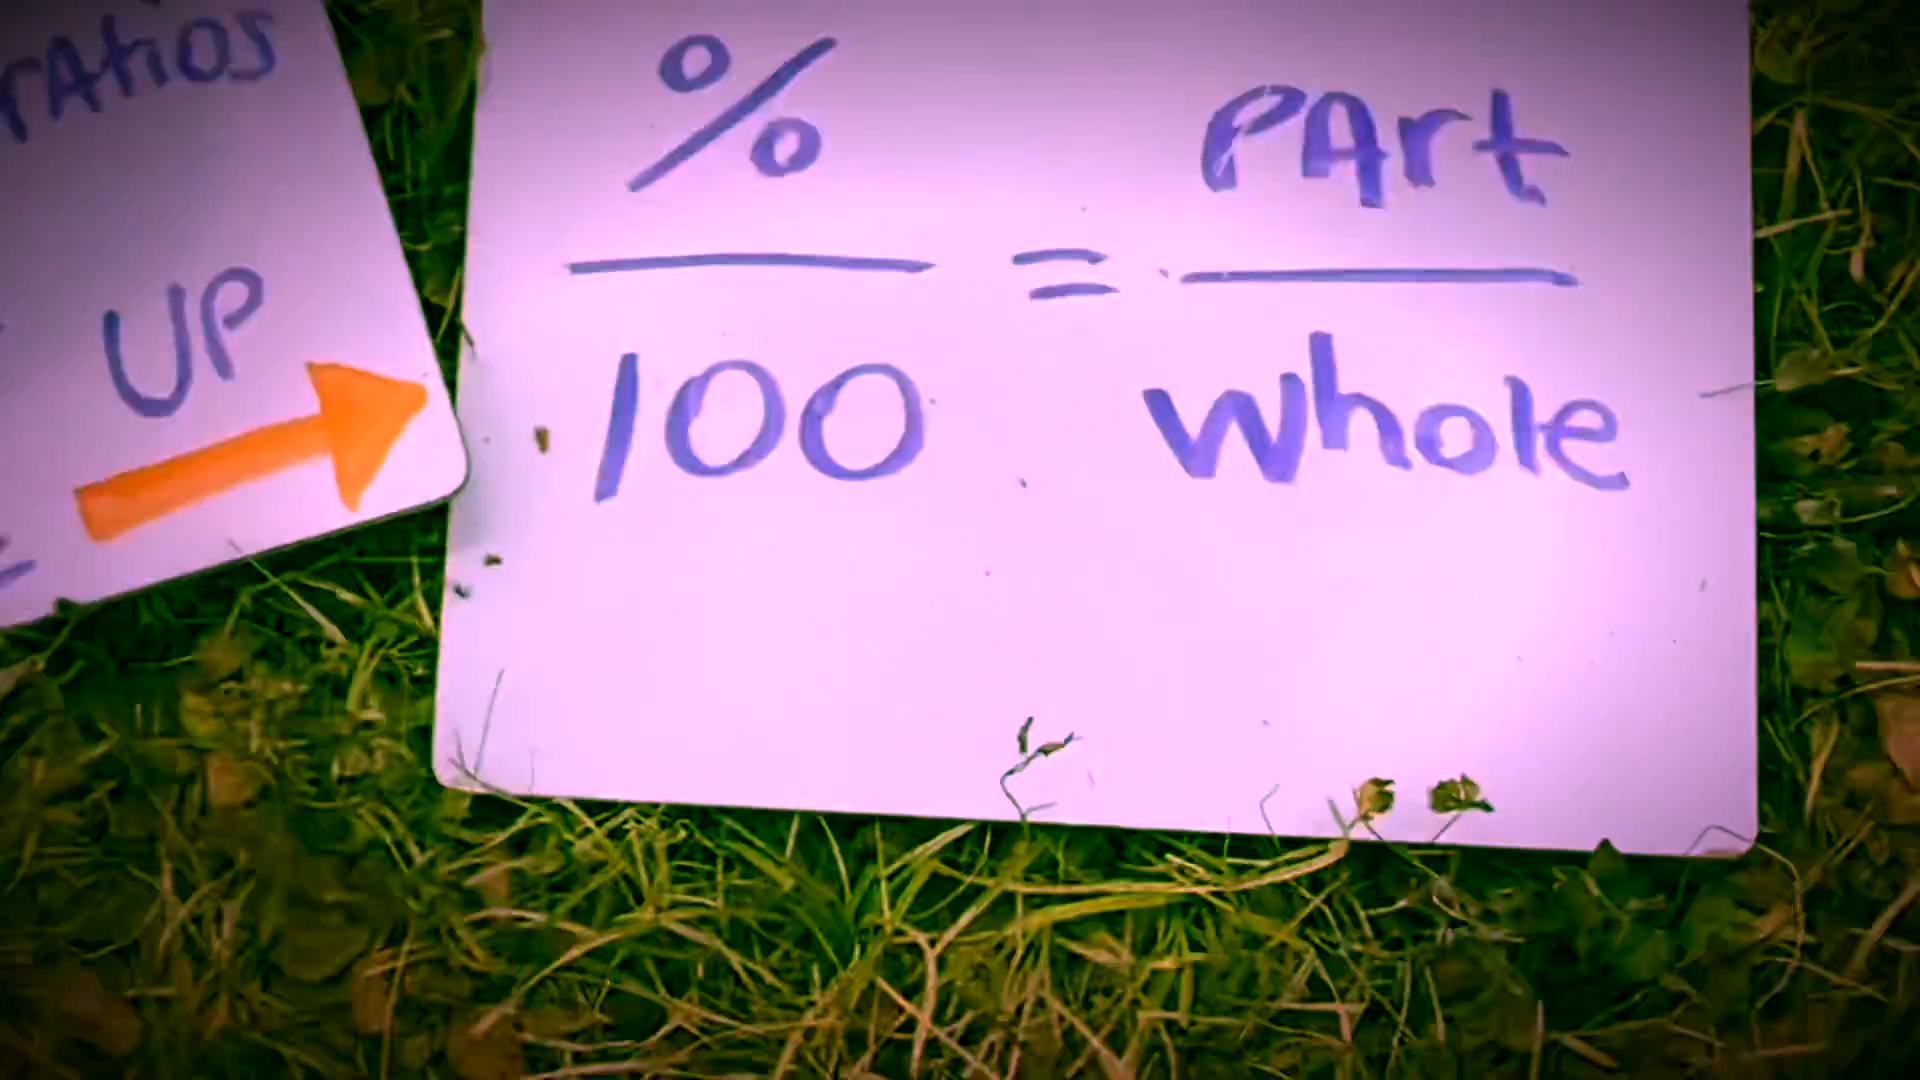 ratios
UP
% = PArt
100 whole